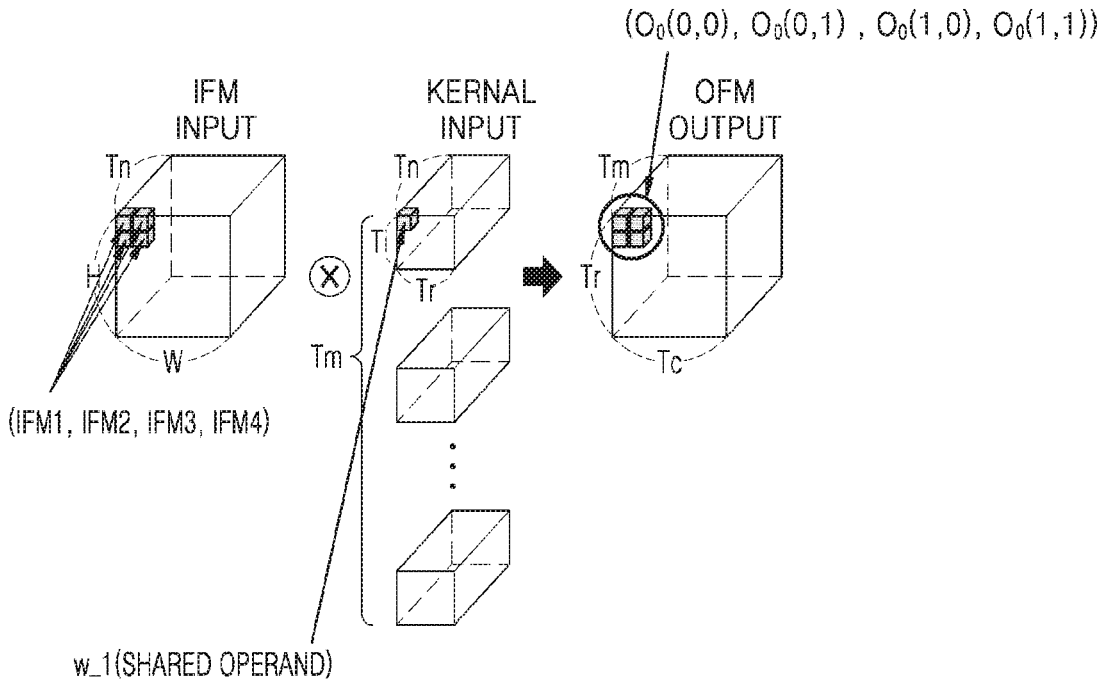 (O₀(0,0), O₀(0,1) , O₀(1,0), O₀(1,1))
IFM
INPUT
KERNAL
INPUT
OFM
OUTPUT
Tn
Tn
Tm
H
T
Tr
Tr
W
Tm
Tc
(IFM1, IFM2, IFM3, IFM4)
w_1(SHARED OPERAND)